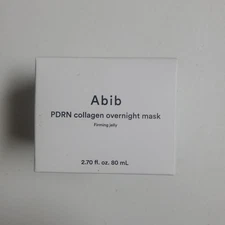 Abib
PDRN collagen overnight mask
Firming jelly
2.70 fl. oz. 80 mL